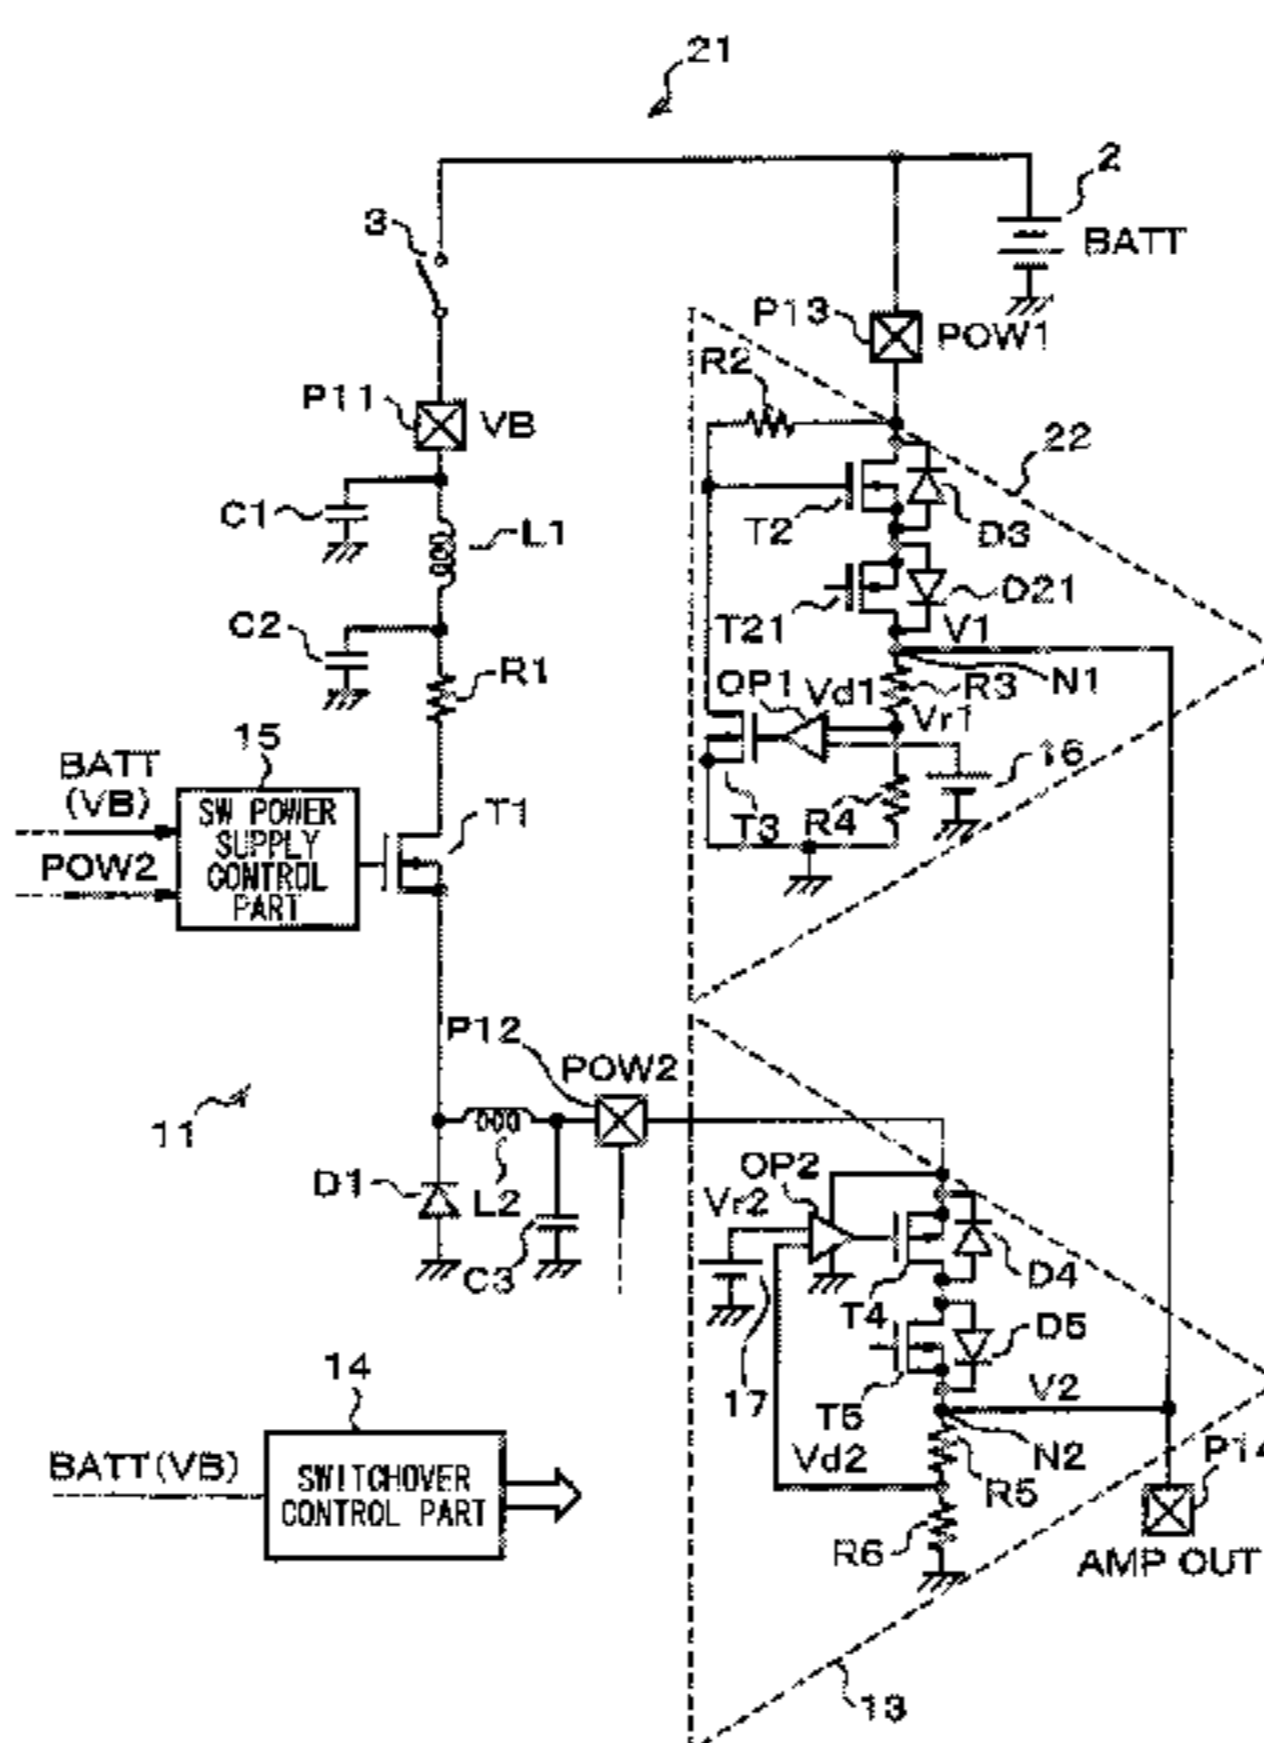 21
2
BATT
3
P13
POW1
R2
P11
VB
22
C1
L1
T2
D3
T21
D21
V1
C2
R1
OP1
Vd1
R3
N1
Vr1
15
BATT
(VB)
SW POWER
SUPPLY
CONTROL
PART
POW2
T1
T3
R4
16
P12
POW2
11
D1
L2
C3
OP2
Vr2
T4
D4
D5
17
T5
V2
14
BATT(VB)
SWITCHOVER
CONTROL PART
Vd2
N2
R5
P14
R6
AMP OUT
13